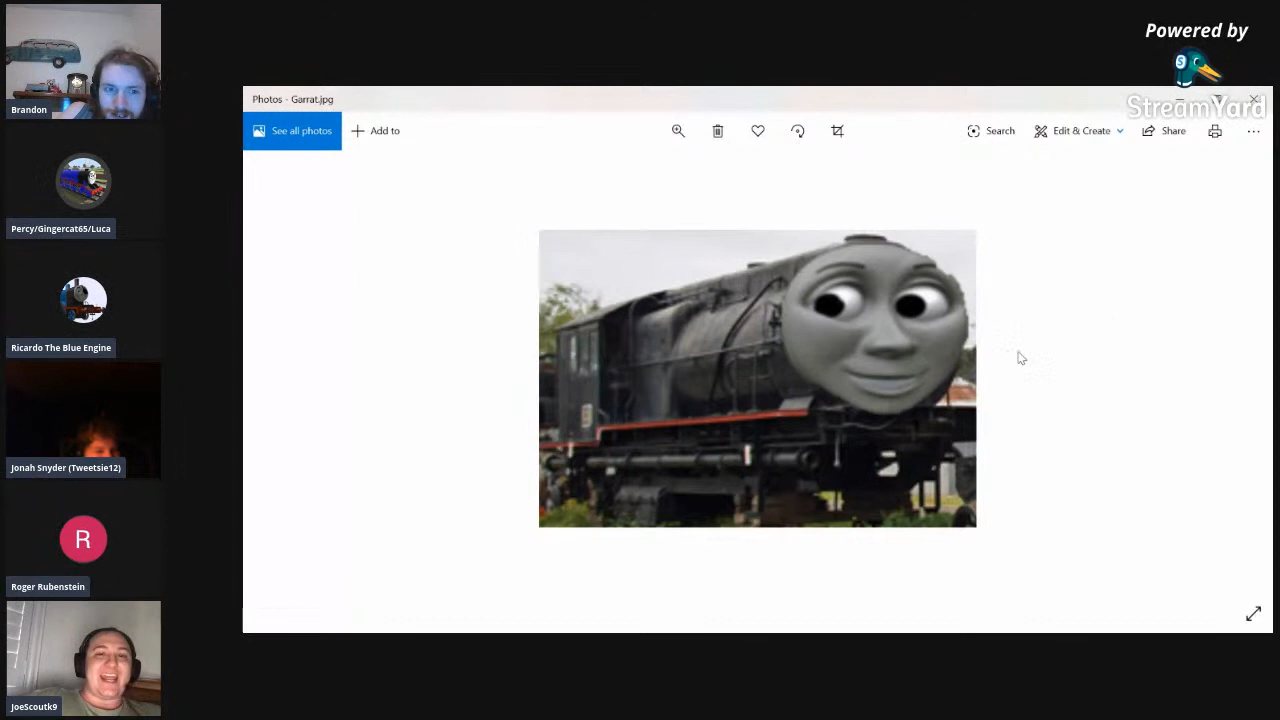 Powered by
StreamYard
Brandon
Percy/Gingercat65/Luca
Ricardo The Blue Engine
Jonah Snyder (Tweetsie12)
R
Roger Rubenstein
JoeScoutk9
Photos - Garrat.jpg
See all photos
Add to
Search
Edit & Create
Share
S